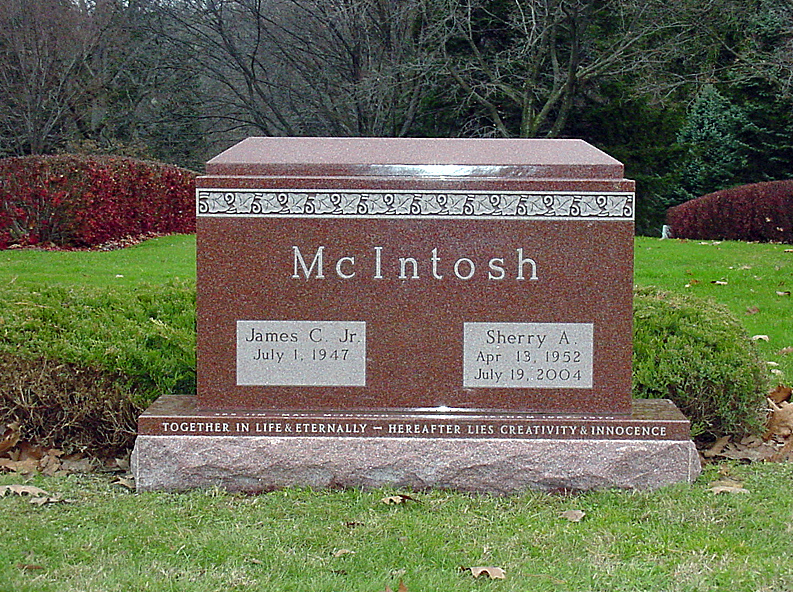 McIntosh
James C. Jr.
July 1, 1947
Sherry A.
Apr 13, 1952
July 19, 2004
TOGETHER IN LIFE & ETERNALLY — HEREAFTER LIES CREATIVITY & INNOCENCE